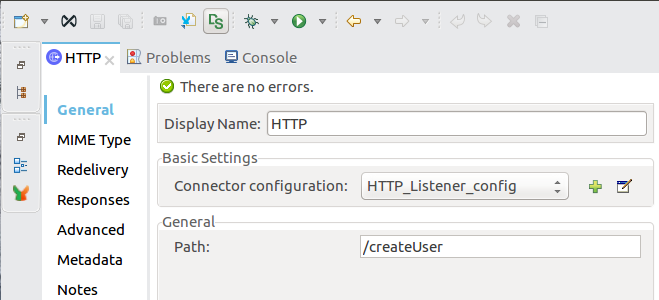 DS
HTTP Problems Console
There are no errors.
General
Display Name: HTTP
MIME Type
Basic Settings
Redelivery
Connector configuration: HTTP_Listener_config
Responses
General
Advanced
Path: /createUser
Metadata
Notes